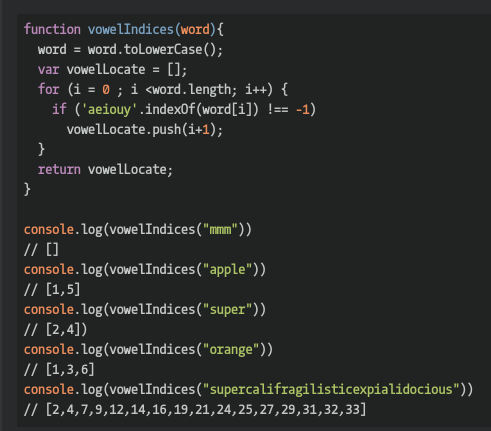 function vowelIndices(word){
  word = word.toLowerCase();
  var vowelLocate = [];
  for (i = 0 ; i <word.length; i++) {
    if ('aeiouy'.indexOf(word[i]) !== -1)
      vowelLocate.push(i+1);
  }
  return vowelLocate;
}

console.log(vowelIndices("mmm"))
// []
console.log(vowelIndices("apple"))
// [1,5]
console.log(vowelIndices("super"))
// [2,4])
console.log(vowelIndices("orange"))
// [1,3,6]
console.log(vowelIndices("supercalifragilisticexpialidocious"))
// [2,4,7,9,12,14,16,19,21,24,25,27,29,31,32,33]